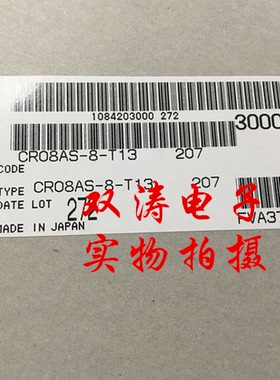 1084203000 272
3000
CR08AS-8-T13 207
CODE
TYPE CR08AS-8-T13 207
DATE LOT 272
MADE IN JAPAN
双涛电子
实物拍摄